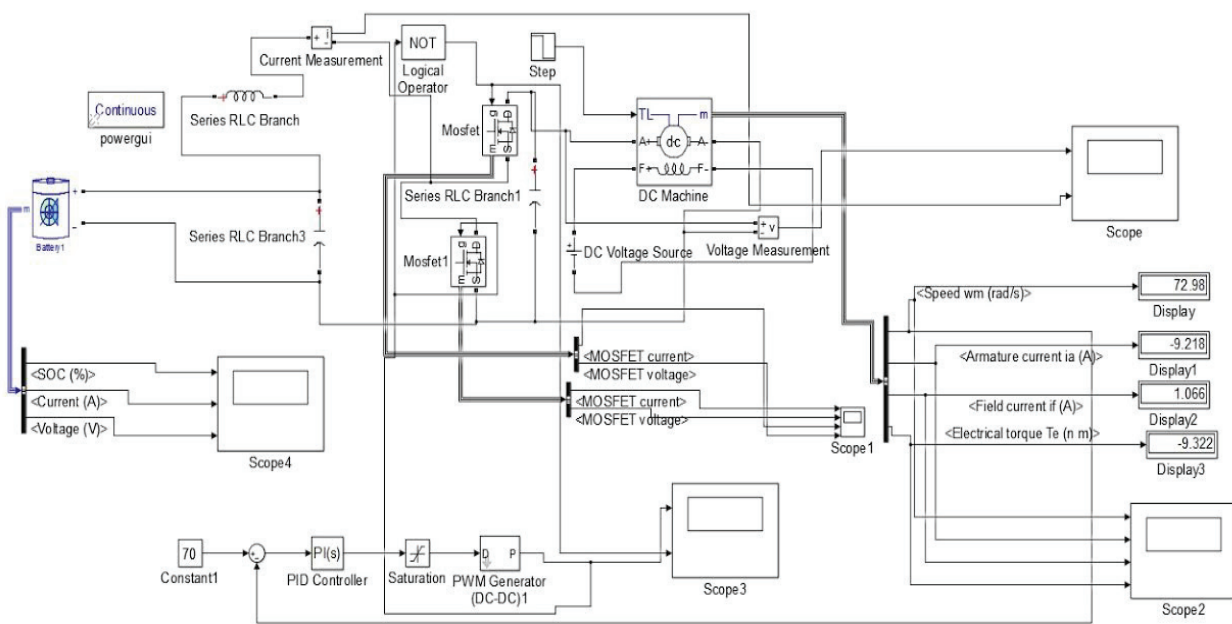 Continuous
powergui
Series RLC Branch
+
i
-
Current Measurement
NOT
Logical
Operator
Step
Mosfet
g
D
m
S
Series RLC Branch1
TL
m
A+
dc
A-
F+
F-
DC Machine
Scope
m
+
-
Battery1
Series RLC Branch3
Mosfet1
g
D
m
S
DC Voltage Source
+
-
v
Voltage Measurement
<Speed wm (rad/s)>
72.98
Display
<Armature current ia (A)>
-9.218
Display1
<Field current if (A)>
1.066
Display2
<Electrical torque Te (n m)>
-9.322
Display3
<SOC (%)>
<Current (A)>
<Voltage (V)>
Scope4
<MOSFET current>
<MOSFET voltage>
<MOSFET current>
<MOSFET voltage>
Scope1
70
Constant1
PI(s)
PID Controller
Saturation
D
P
PWM Generator
(DC-DC)1
Scope3
Scope2